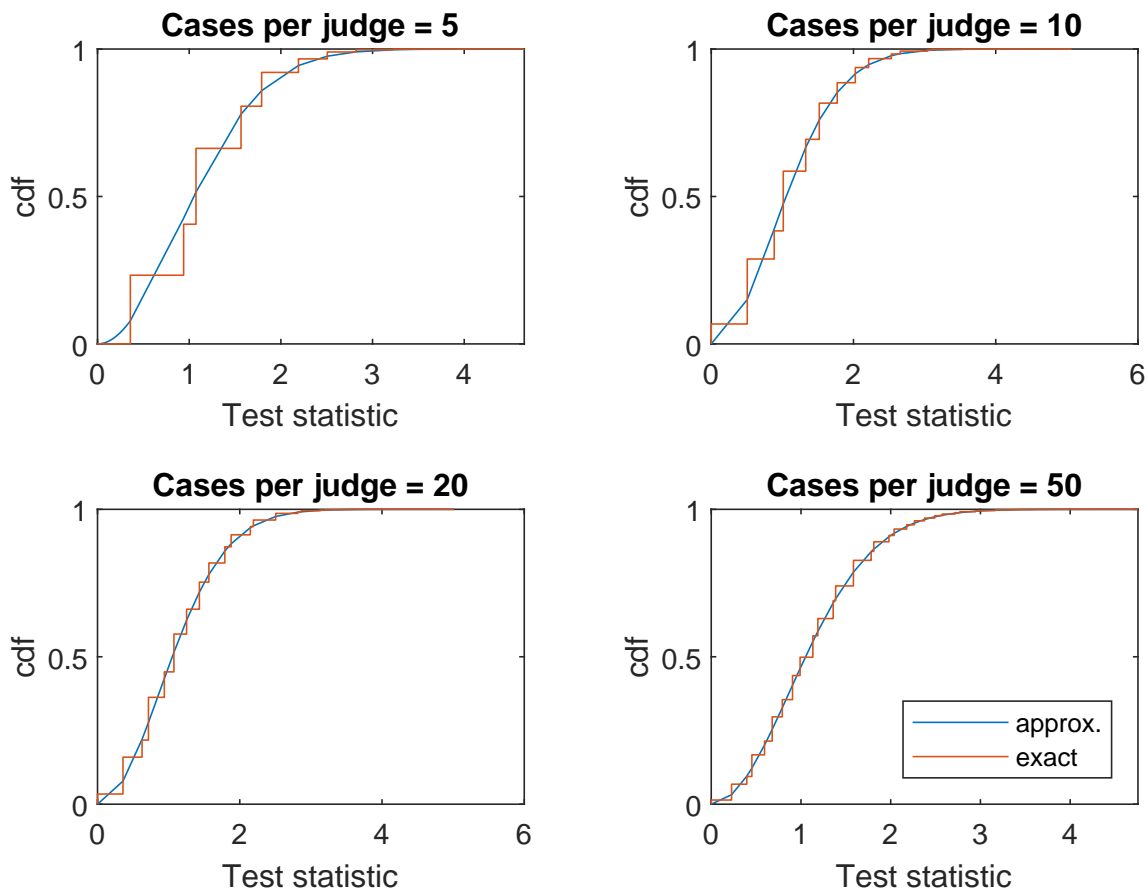 Cases per judge = 5
1
0.5
0
cdf
0 1 2 3 4
Test statistic
Cases per judge = 10
1
0.5
0
cdf
0 2 4 6
Test statistic
Cases per judge = 20
1
0.5
0
cdf
0 2 4 6
Test statistic
Cases per judge = 50
1
0.5
0
cdf
approx.
exact
0 1 2 3 4
Test statistic